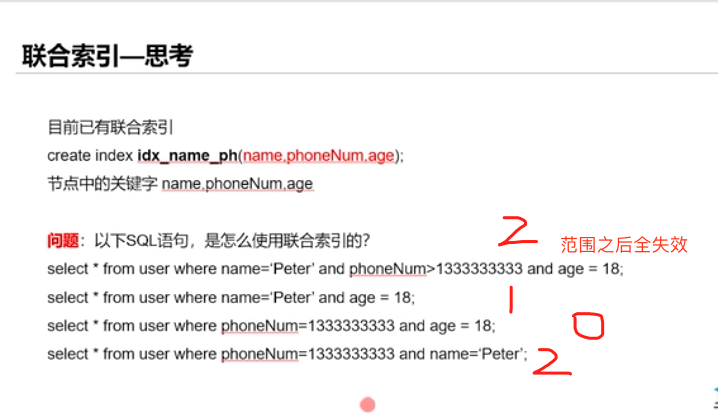 联合索引—思考
目前已有联合索引
create index idx_name_ph(name,phoneNum,age);
节点中的关键字 name,phoneNum,age
2
问题：以下SQL语句，是怎么使用联合索引的？
范围之后全失效
select * from user where name=‘Peter’ and phoneNum>1333333333 and age = 18;
select * from user where name=‘Peter’ and age = 18;
1
select * from user where phoneNum=1333333333 and age = 18;
0
select * from user where phoneNum=1333333333 and name=‘Peter’;
2